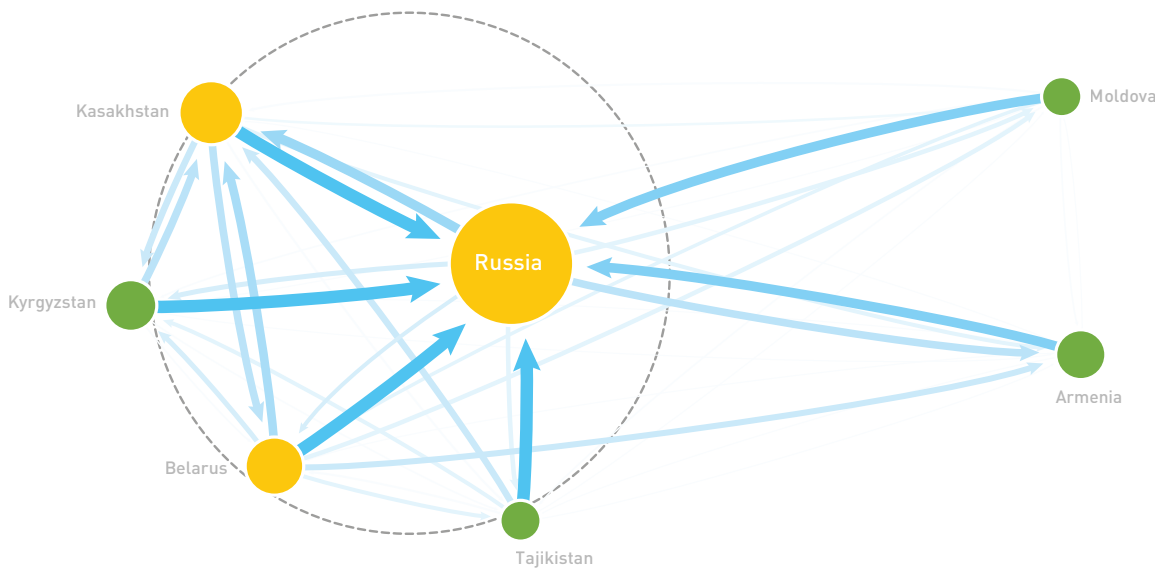 Kasakhstan
Moldova
Russia
Kyrgyzstan
Armenia
Belarus
Tajikistan